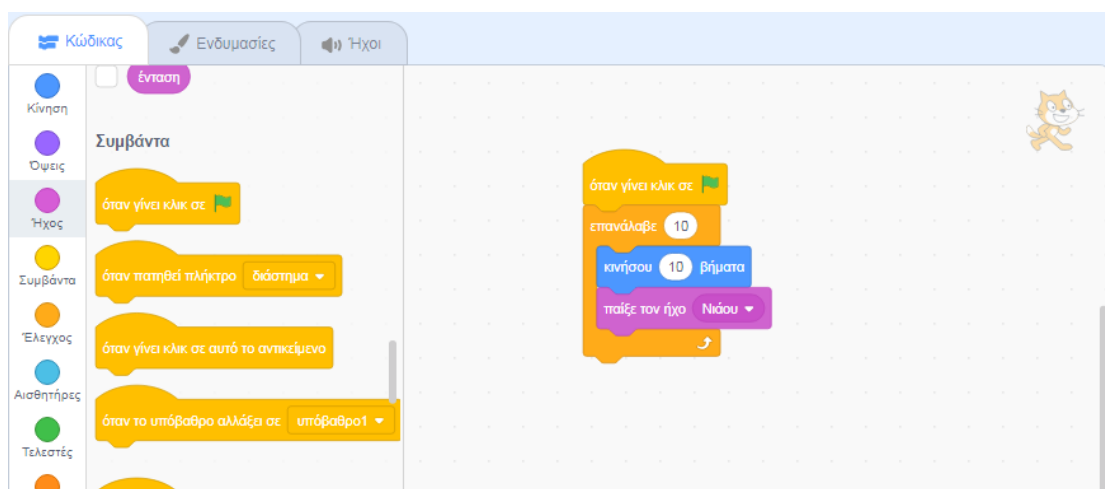 Κώδικας
Ενδυμασίες
Ήχοι
Κίνηση
Όψεις
Ήχος
Συμβάντα
Έλεγχος
Αισθητήρες
Τελεστές
ένταση
Συμβάντα
όταν γίνει κλικ σε
όταν πατηθεί πλήκτρο διάστημα
όταν γίνει κλικ σε αυτό το αντικείμενο
όταν το υπόβαθρο αλλάξει σε υπόβαθρο1
όταν γίνει κλικ σε
επανάλαβε 10
κινήσου 10 βήματα
παίξε τον ήχο Νιάου